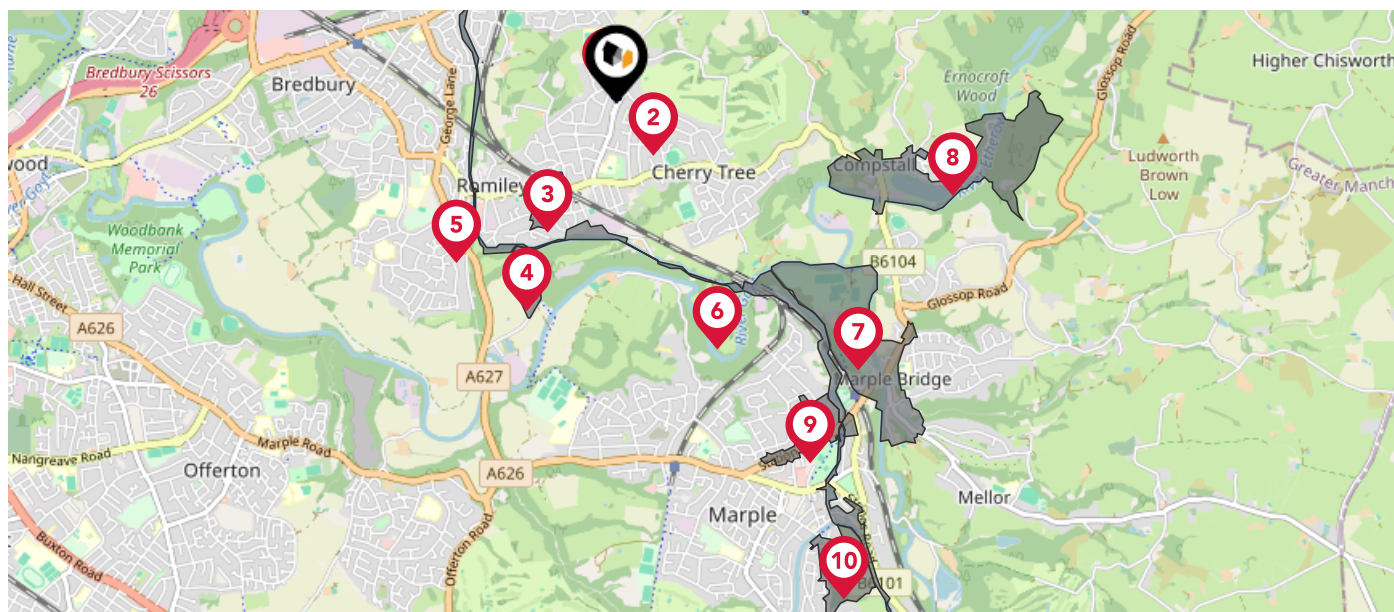 Bredbury Scissors
26
Bredbury
George Lane
2
Cherry Tree
Romiley
3
5
4
Woodbank
Memorial
Park
Hall Street
A626
A627
6
River
7
Marple Bridge
B6104
Glossop Road
Compstall
8
Ernocroft
Wood
Glossop Road
Higher Chisworth
Ludworth
Brown
Low
Greater Manch
wood
Nangreave Road
Marple Road
Offerton
A626
Offerton Road
Buxton Road
9
Marple
Mellor
10
B6101